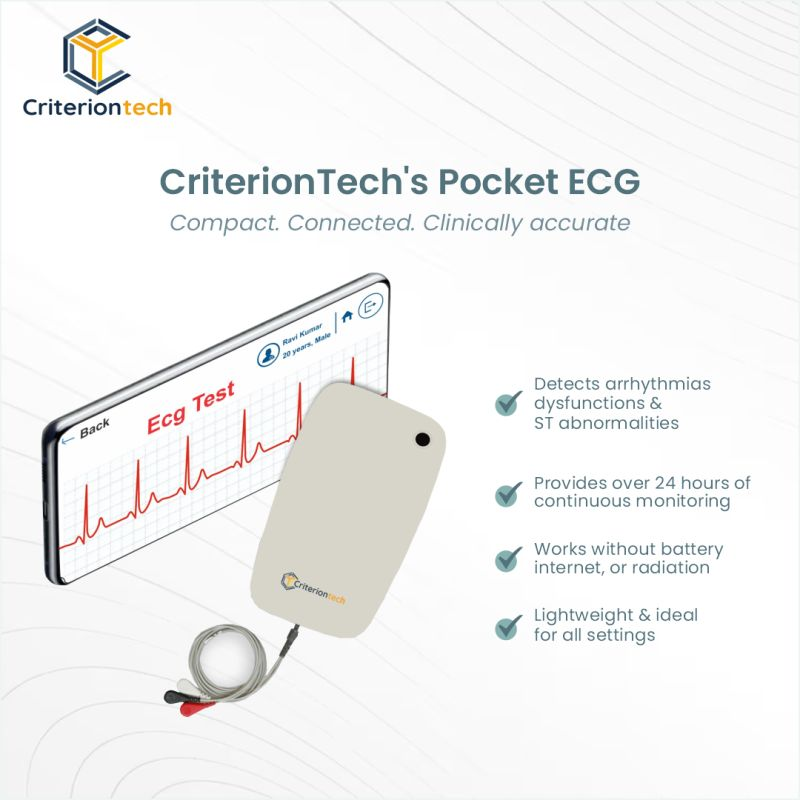 Criteriontech
CriterionTech's Pocket ECG
Compact. Connected. Clinically accurate
Ravi Kumar
20 years, Male
← Back
Ecg Test
Criteriontech
Detects arrhythmias
dysfunctions &
ST abnormalities
Provides over 24 hours of
continuous monitoring
Works without battery
internet, or radiation
Lightweight & ideal
for all settings